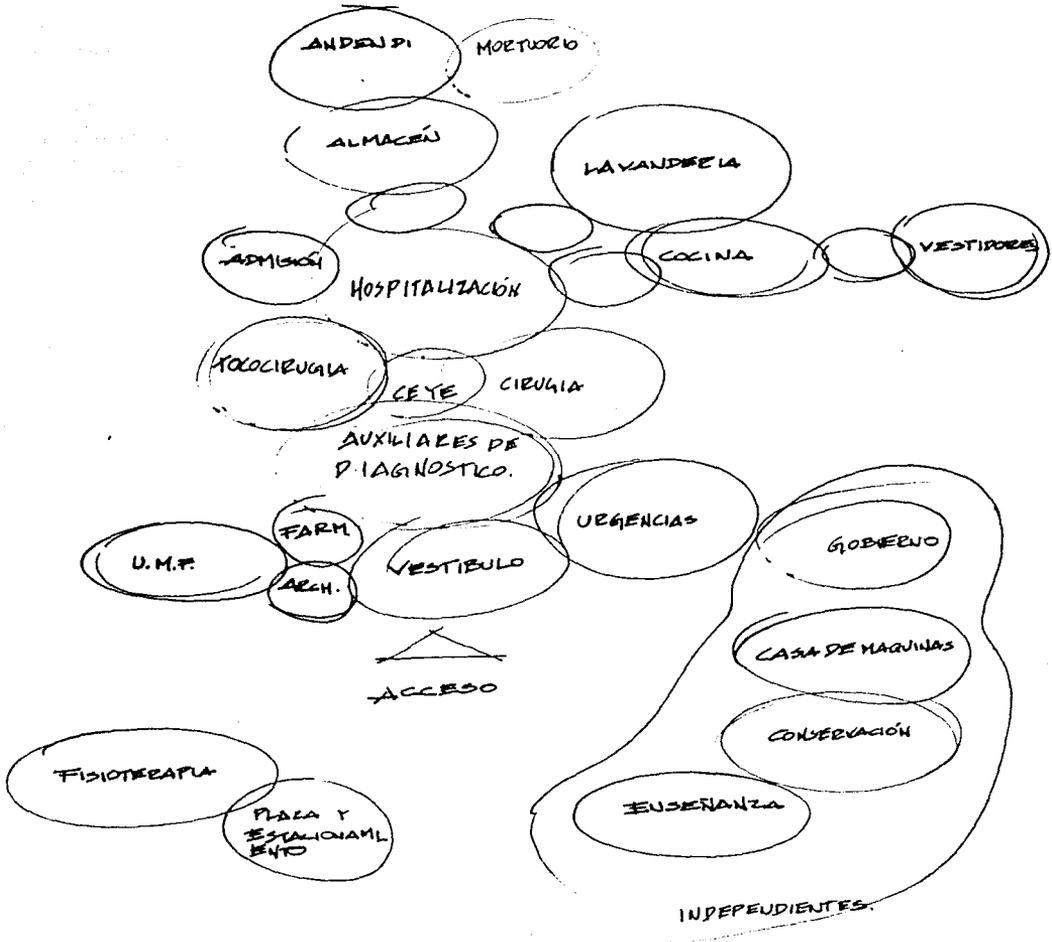 ANDEN DI
MORTUORIO
ALMACÉN
LAVANDERIA
ADMISIÓN
COCINA
VESTIDORES
HOSPITALIZACIÓN
TOCOCIRUGIA
CEYE
CIRUGIA
AUXILIARES DE
DIAGNOSTICO.
FARM.
URGENCIAS
GOBIERNO
U.M.F.
VESTIBULO
ARCH.
CASA DE MAQUINAS
ACCESO
CONSERVACIÓN
FISIOTERAPIA
ENSEÑANZA
PLAZA Y
ESTACIONAMI
ENTO
INDEPENDIENTES.